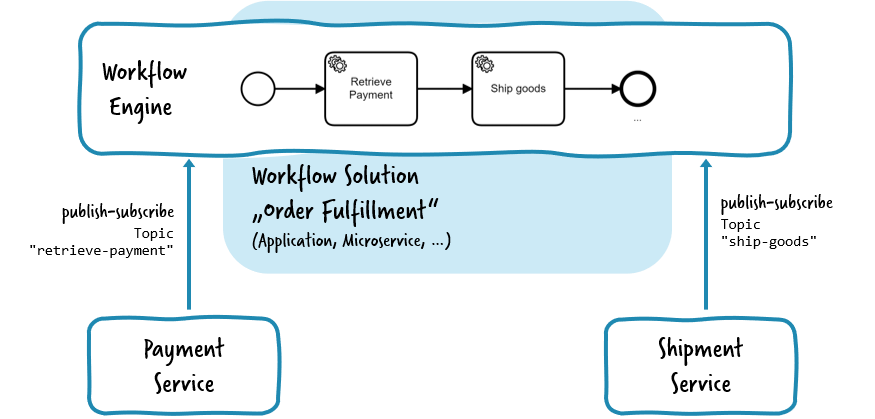 Workflow
Engine
Retrieve
Payment
Ship goods
...
Workflow Solution
„Order Fulfillment“
(Application, Microservice, ...)
publish-subscribe
Topic
"retrieve-payment"
publish-subscribe
Topic
"ship-goods"
Payment
Service
Shipment
Service